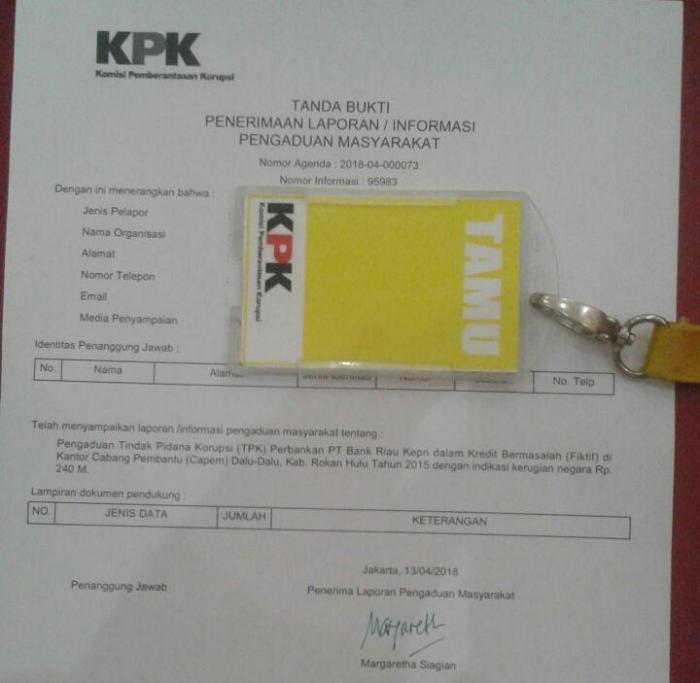 KPK
Komisi Pemberantasan Korupsi
TANDA BUKTI
PENERIMAAN LAPORAN / INFORMASI
PENGADUAN MASYARAKAT
Nomor Agenda : 2018-04-000073
Nomor Informasi : 95983
Dengan ini menerangkan bahwa :
Jenis Pelapor
Nama Organisasi
Alamat
Nomor Telepon
Email
Media Penyampaian
KPK
Komisi Pemberantasan Korupsi
TAMU
Identitas Penanggung Jawab :
No. Nama Alamat Jenis Identitas No. Telp
Telah menyampaikan laporan /informasi pengaduan masyarakat tentang :
Pengaduan Tindak Pidana Korupsi (TPK) Perbankan PT Bank Riau Kepri dalam Kredit Bermasalah (Fiktif) di
Kantor Cabang Pembantu (Capem) Dalu-Dalu, Kab. Rokan Hulu Tahun 2015 dengan indikasi kerugian negara Rp.
240 M.
Lampiran dokumen pendukung :
NO. JENIS DATA JUMLAH KETERANGAN
Jakarta, 13/04/2018
Penanggung Jawab Penerima Laporan Pengaduan Masyarakat
Margareth
Margaretha Siagian